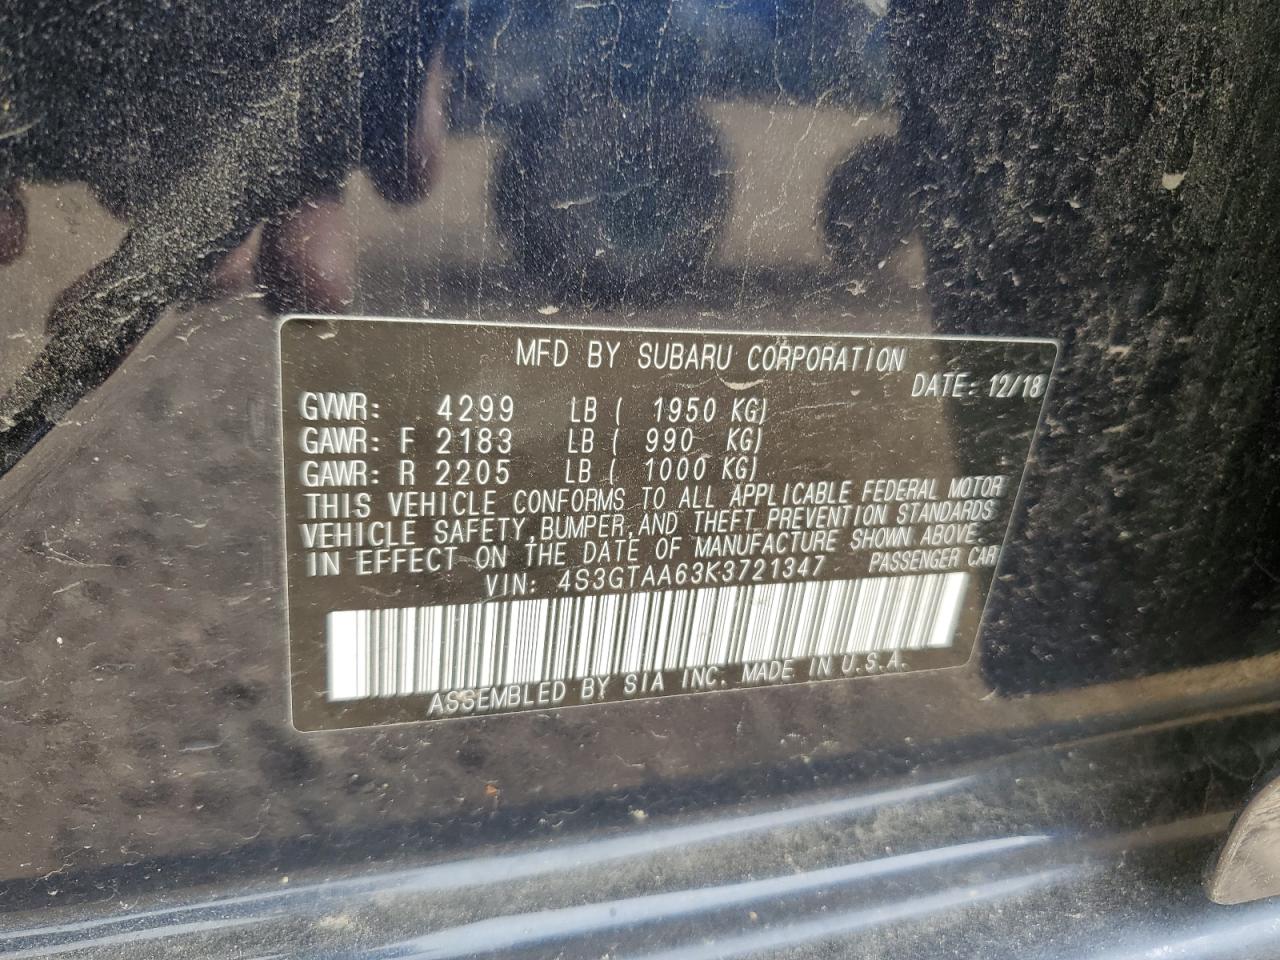 MFD BY SUBARU CORPORATION
DATE: 12/18
GVWR: 4299 LB ( 1950 KG)
GAWR: F 2183 LB ( 990 KG)
GAWR: R 2205 LB ( 1000 KG)
THIS VEHICLE CONFORMS TO ALL APPLICABLE FEDERAL MOTOR
VEHICLE SAFETY, BUMPER, AND THEFT PREVENTION STANDARDS
IN EFFECT ON THE DATE OF MANUFACTURE SHOWN ABOVE.
VIN: 4S3GTAA63K3721347 PASSENGER CAR
ASSEMBLED BY SIA INC. MADE IN U.S.A.